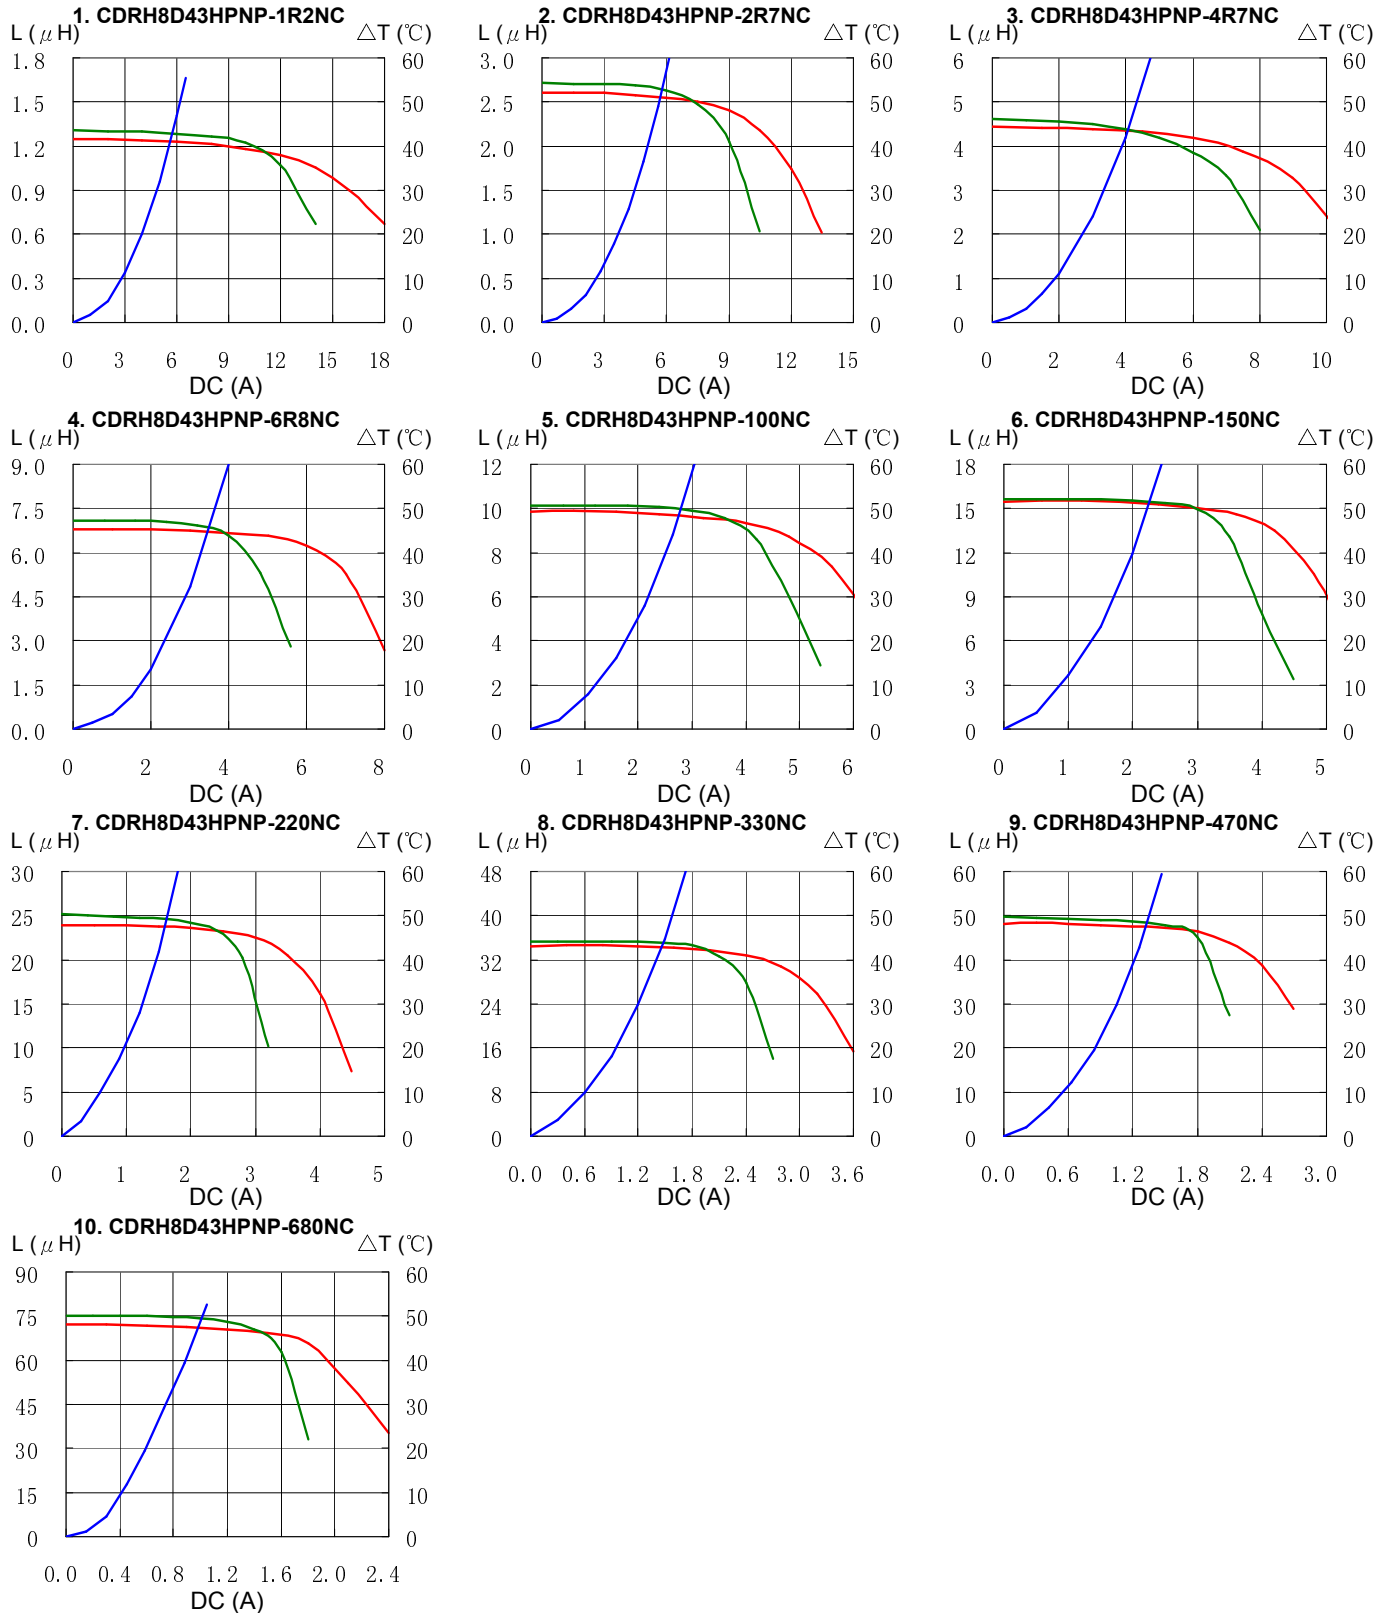 1. CDRH8D43HPNP-1R2NC
L (μH) △T (℃)
1.8 60
1.5 50
1.2 40
0.9 30
0.6 20
0.3 10
0.0 0
0 3 6 9 12 15 18
DC (A)
2. CDRH8D43HPNP-2R7NC
L (μH) △T (℃)
3.0 60
2.5 50
2.0 40
1.5 30
1.0 20
0.5 10
0.0 0
0 3 6 9 12 15
DC (A)
3. CDRH8D43HPNP-4R7NC
L (μH) △T (℃)
6 60
5 50
4 40
3 30
2 20
1 10
0 0
0 2 4 6 8 10
DC (A)
4. CDRH8D43HPNP-6R8NC
L (μH) △T (℃)
9.0 60
7.5 50
6.0 40
4.5 30
3.0 20
1.5 10
0.0 0
0 2 4 6 8
DC (A)
5. CDRH8D43HPNP-100NC
L (μH) △T (℃)
12 60
10 50
8 40
6 30
4 20
2 10
0 0
0 1 2 3 4 5 6
DC (A)
6. CDRH8D43HPNP-150NC
L (μH) △T (℃)
18 60
15 50
12 40
9 30
6 20
3 10
0 0
0 1 2 3 4 5
DC (A)
7. CDRH8D43HPNP-220NC
L (μH) △T (℃)
30 60
25 50
20 40
15 30
10 20
5 10
0 0
0 1 2 3 4 5
DC (A)
8. CDRH8D43HPNP-330NC
L (μH) △T (℃)
48 60
40 50
32 40
24 30
16 20
8 10
0 0
0.0 0.6 1.2 1.8 2.4 3.0 3.6
DC (A)
9. CDRH8D43HPNP-470NC
L (μH) △T (℃)
60 60
50 50
40 40
30 30
20 20
10 10
0 0
0.0 0.6 1.2 1.8 2.4 3.0
DC (A)
10. CDRH8D43HPNP-680NC
L (μH) △T (℃)
90 60
75 50
60 40
45 30
30 20
15 10
0 0
0.0 0.4 0.8 1.2 1.6 2.0 2.4
DC (A)